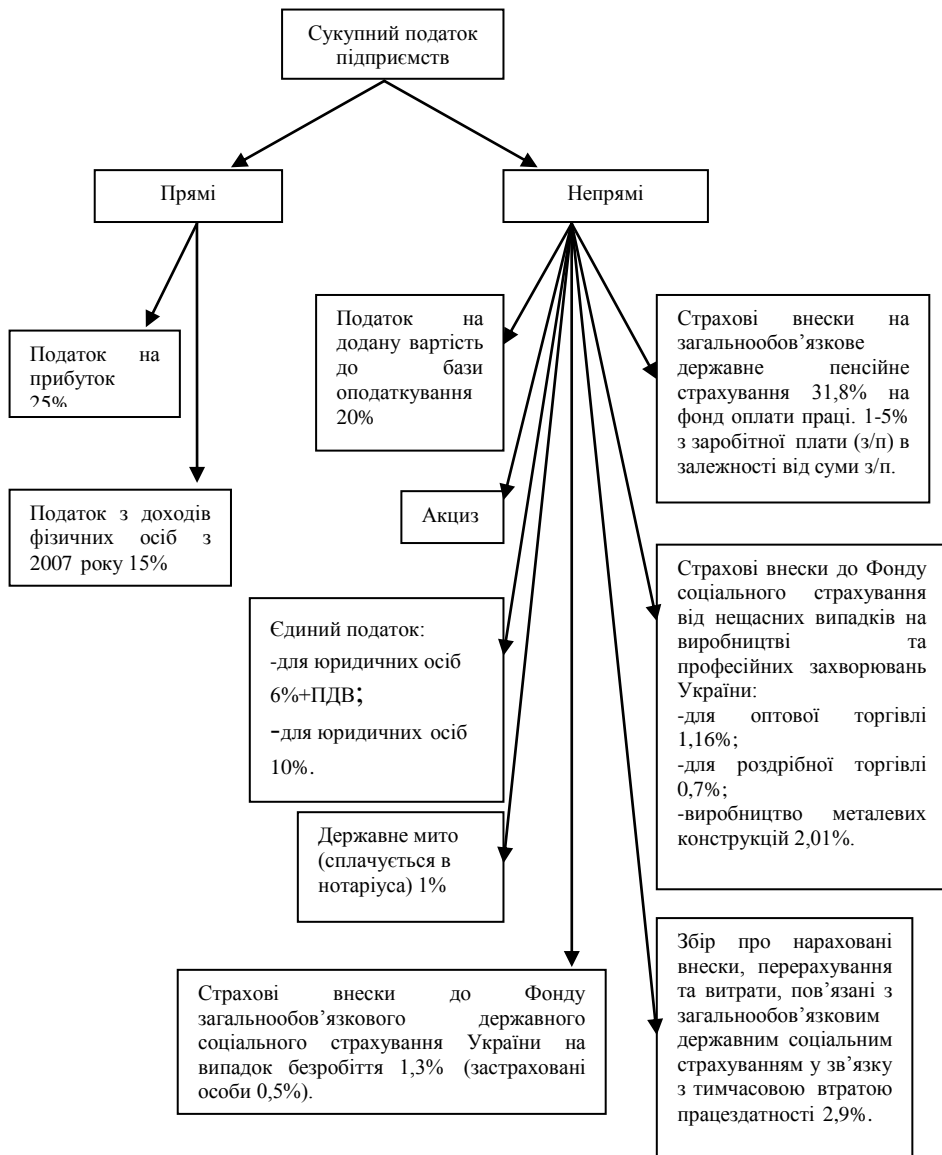 Сукупний податок
підприємств
Прямі
Непрямі
Податок на
прибуток
25%
Податок з доходів
фізичних осіб з
2007 року 15%
Податок на
додану вартість
до бази
оподаткування
20%
Акциз
Єдиний податок:
-для юридичних осіб
6%+ПДВ;
-для юридичних осіб
10%.
Державне мито
(сплачується в
нотаріуса) 1%
Страхові внески до Фонду
загальнообов’язкового державного
соціального страхування України на
випадок безробіття 1,3% (застраховані
особи 0,5%).
Страхові внески на
загальнообов’язкове
державне пенсійне
страхування 31,8% на
фонд оплати праці. 1-5%
з заробітної плати (з/п) в
залежності від суми з/п.
Страхові внески до Фонду
соціального страхування
від нещасних випадків на
виробництві та
професійних захворювань
України:
-для оптової торгівлі
1,16%;
-для роздрібної торгівлі
0,7%;
-виробництво металевих
конструкцій 2,01%.
Збір про нараховані
внески, перерахування
та витрати, пов’язані з
загальнообов’язковим
державним соціальним
страхуванням у зв’язку
з тимчасовою втратою
працездатності 2,9%.